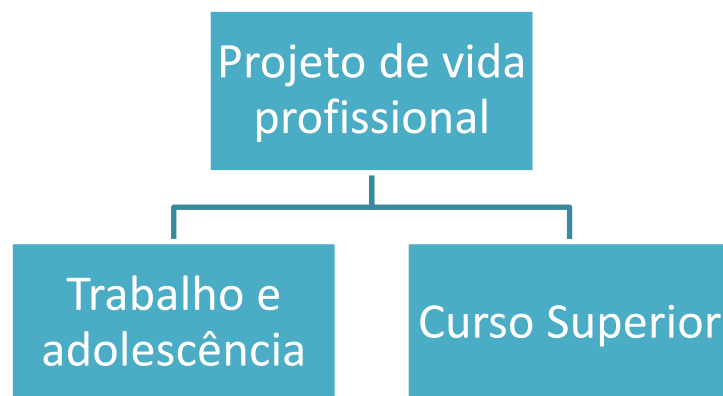 Projeto de vida
profissional
Trabalho e
adolescência
Curso Superior